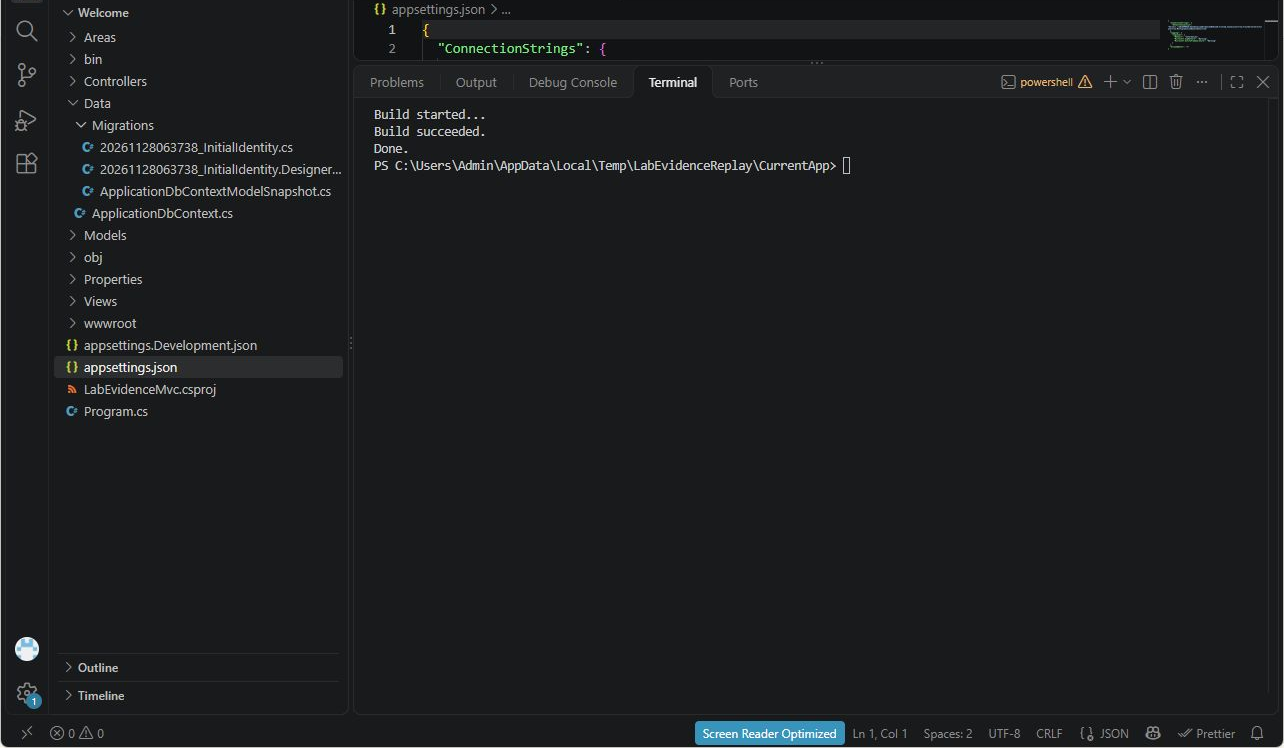 Welcome
Areas
bin
Controllers
Data
Migrations
20261128063738_InitialIdentity.cs
20261128063738_InitialIdentity.Designer...
ApplicationDbContextModelSnapshot.cs
ApplicationDbContext.cs
Models
obj
Properties
Views
wwwroot
appsettings.Development.json
appsettings.json
LabEvidenceMvc.csproj
Program.cs
Outline
Timeline
appsettings.json > ...
1 {
2 "ConnectionStrings": {
Problems Output Debug Console Terminal Ports powershell
Build started...
Build succeeded.
Done.
PS C:\Users\Admin\AppData\Local\Temp\LabEvidenceReplay\CurrentApp>
1
0 0 Screen Reader Optimized Ln 1, Col 1 Spaces: 2 UTF-8 CRLF {} JSON Prettier